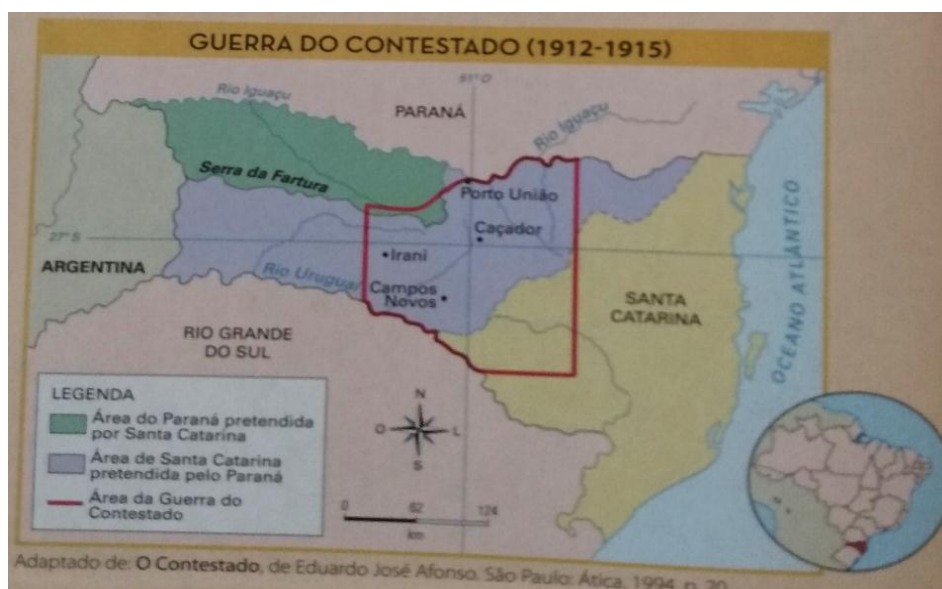 GUERRA DO CONTESTADO (1912-1915)
51° O
Rio Iguaçu
PARANÁ
Rio Iguaçu
Serra da Fartura
Porto União
Caçador
27° S
Irani
ARGENTINA
Rio Uruguai
Campos
Novos
SANTA
CATARINA
OCEANO ATLÂNTICO
RIO GRANDE
DO SUL
LEGENDA
Área do Paraná pretendida
por Santa Catarina
Área de Santa Catarina
pretendida pelo Paraná
Área da Guerra do
Contestado
N
O
L
S
0 62 124
km
Adaptado de: O Contestado, de Eduardo José Afonso. São Paulo: Ática, 1994. p. 20